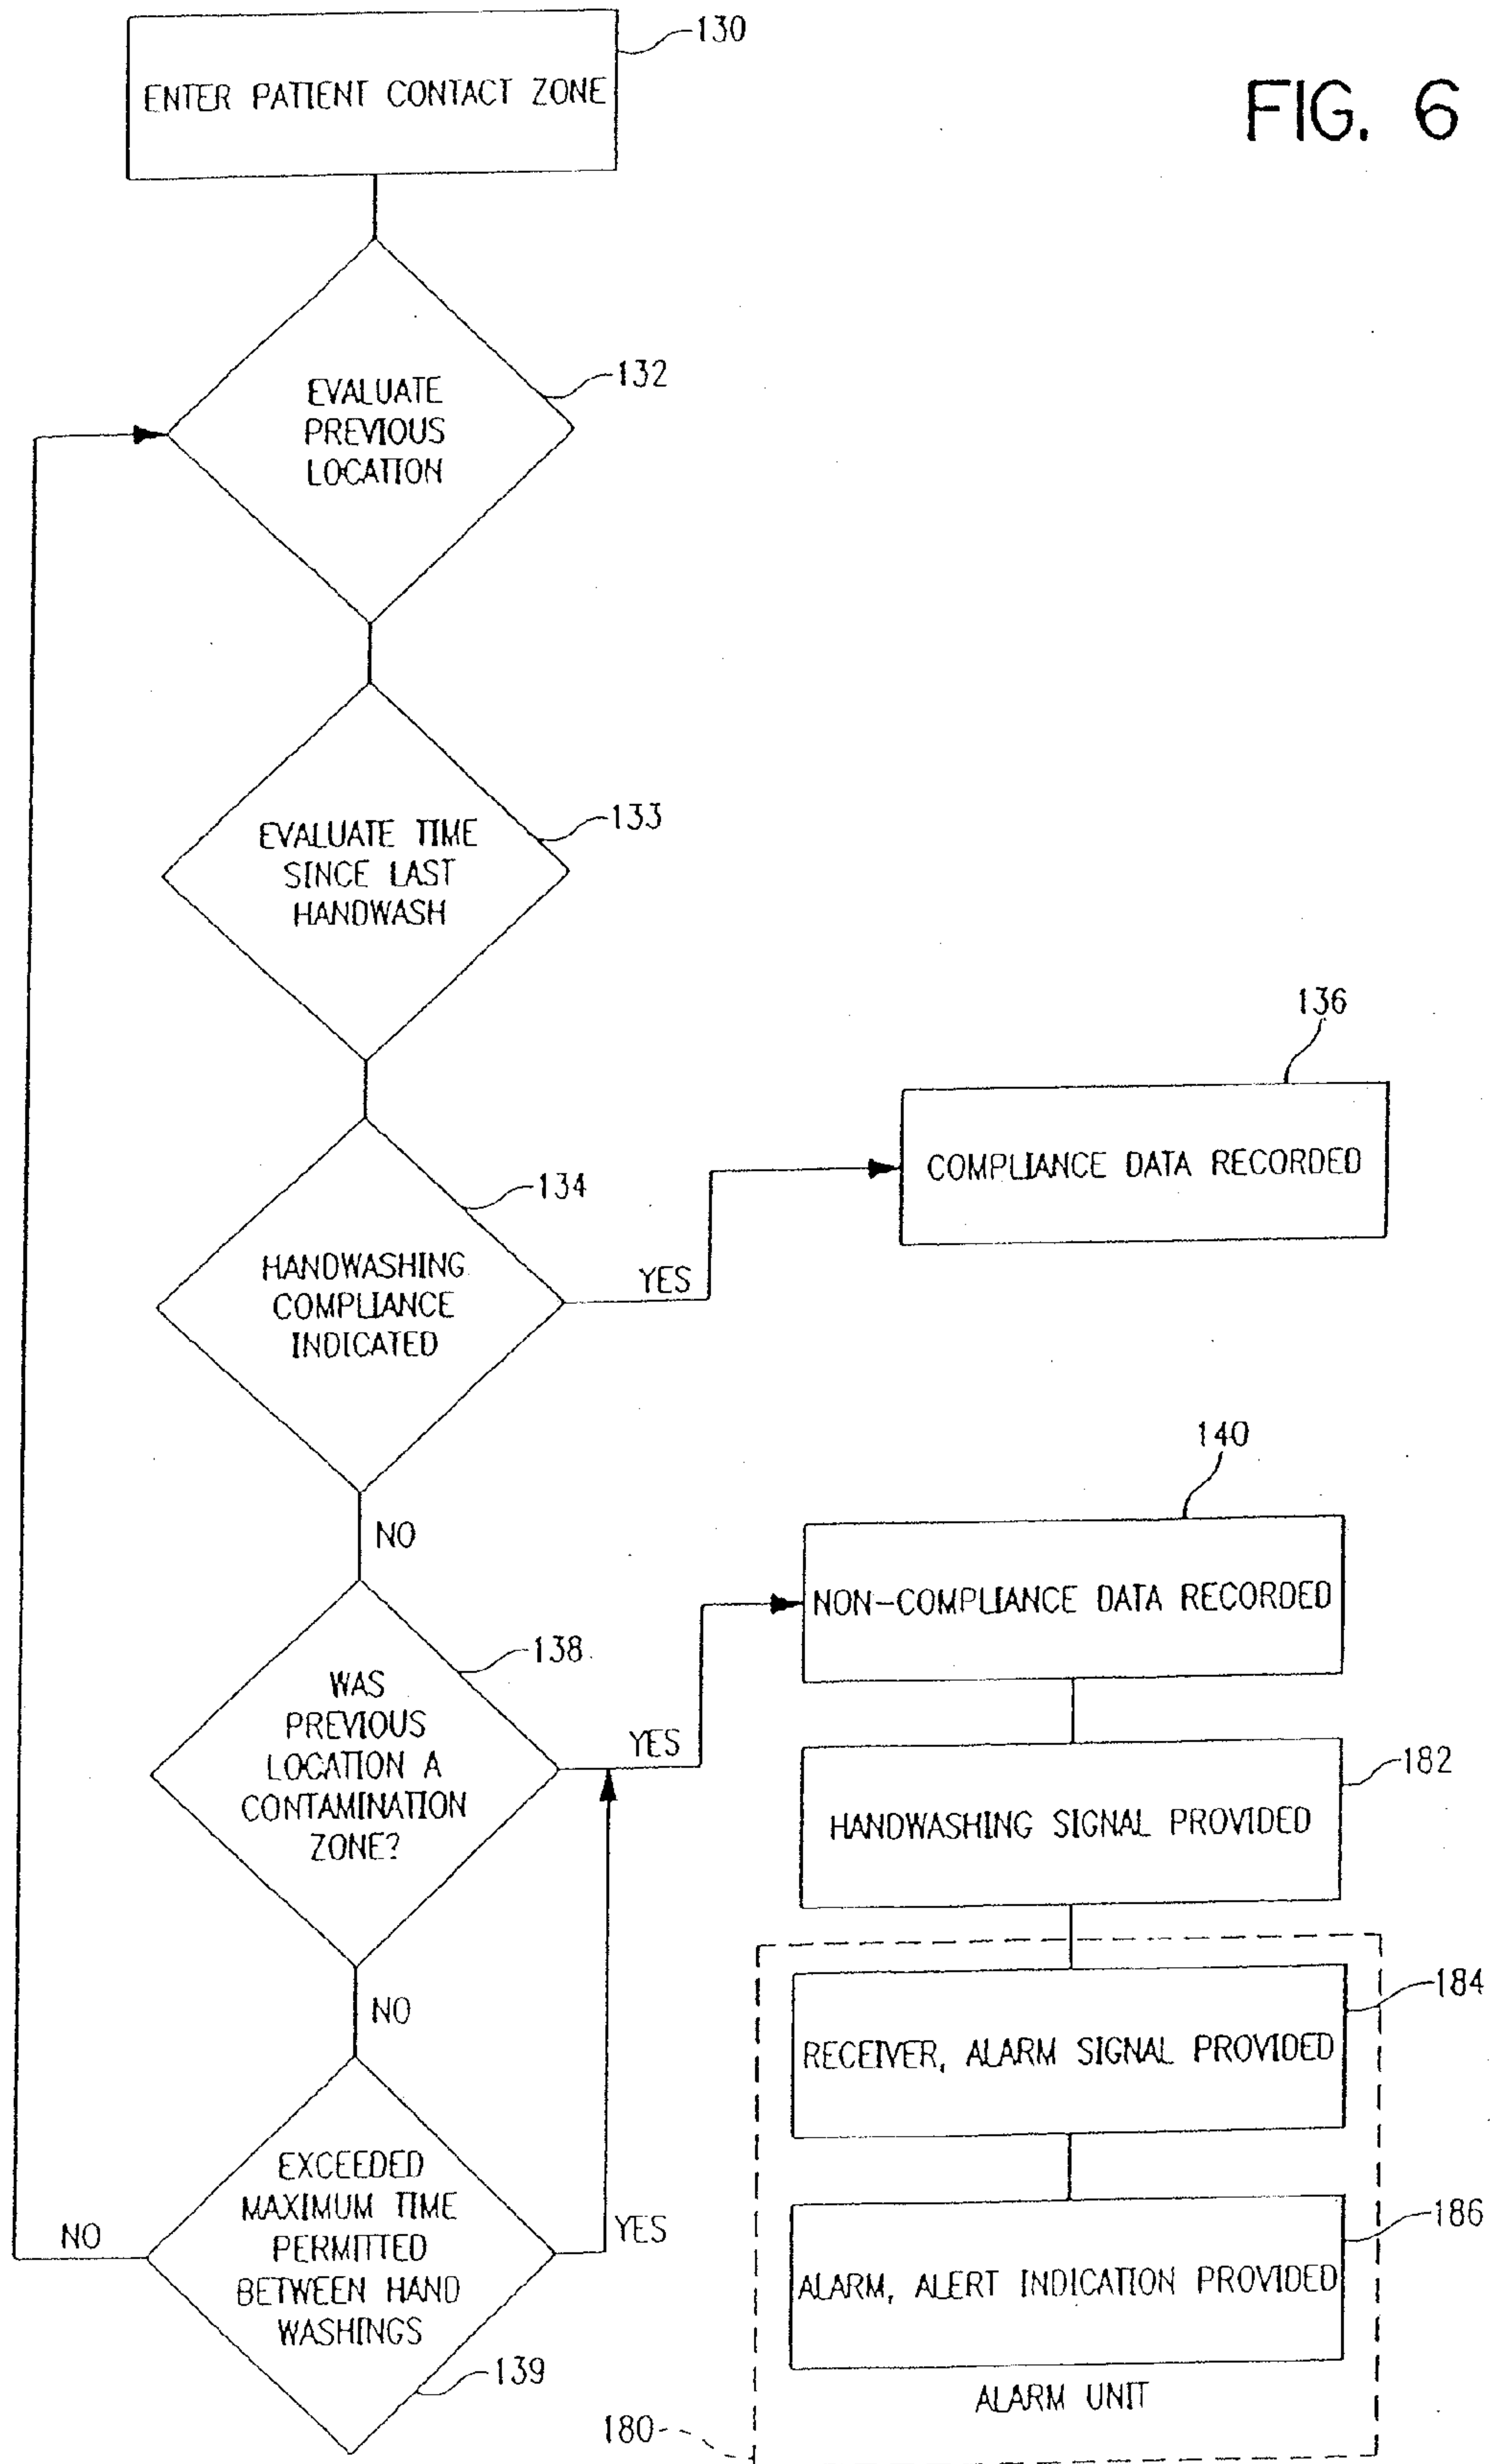 130
ENTER PATIENT CONTACT ZONE
FIG. 6
132
EVALUATE
PREVIOUS
LOCATION
133
EVALUATE TIME
SINCE LAST
HANDWASH
136
COMPLIANCE DATA RECORDED
134
HANDWASHING
COMPLIANCE
INDICATED
YES
NO
140
NON-COMPLIANCE DATA RECORDED
138
WAS
PREVIOUS
LOCATION A
CONTAMINATION
ZONE?
YES
182
HANDWASHING SIGNAL PROVIDED
NO
184
RECEIVER, ALARM SIGNAL PROVIDED
EXCEEDED
MAXIMUM TIME
PERMITTED
BETWEEN HAND
WASHINGS
NO
YES
139
186
ALARM, ALERT INDICATION PROVIDED
ALARM UNIT
180